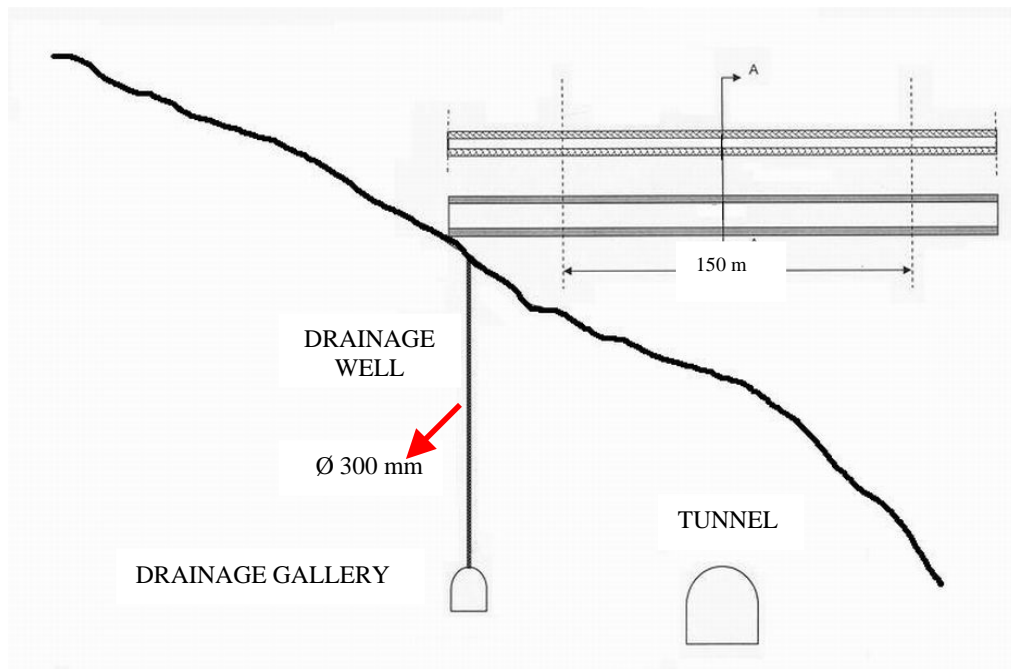 A
150 m
DRAINAGE
WELL
Ø 300 mm
TUNNEL
DRAINAGE GALLERY